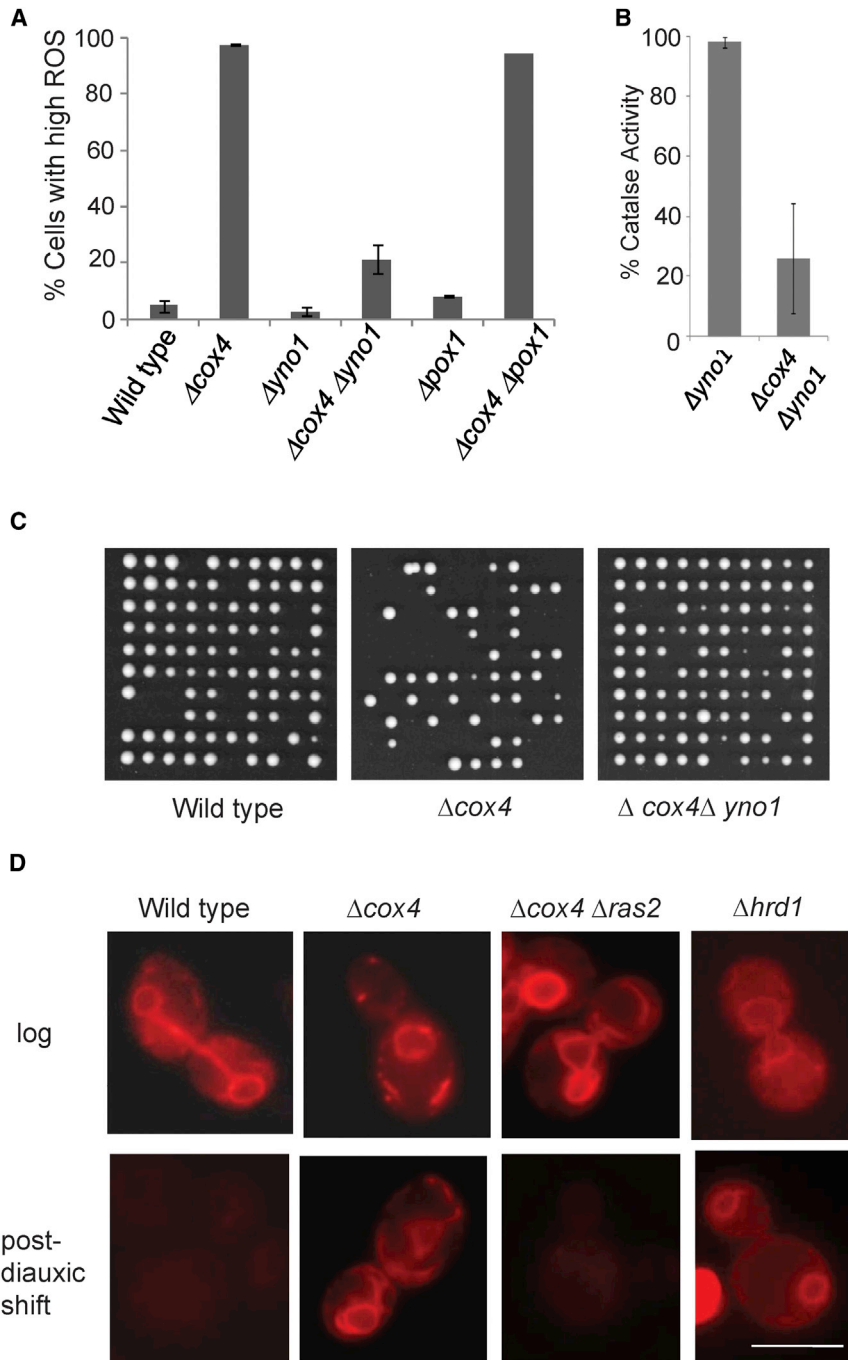 A
% Cells with high ROS
100
80
60
40
20
0
Wild type
Δcox4
Δyno1
Δcox4 Δyno1
Δpox1
Δcox4 Δpox1
B
% Catalse Activity
100
80
60
40
20
0
Δyno1
Δcox4
Δyno1
C
Wild type
Δcox4
Δ cox4Δ yno1
D
Wild type
Δcox4
Δcox4 Δras2
Δhrd1
log
post-
diauxic
shift